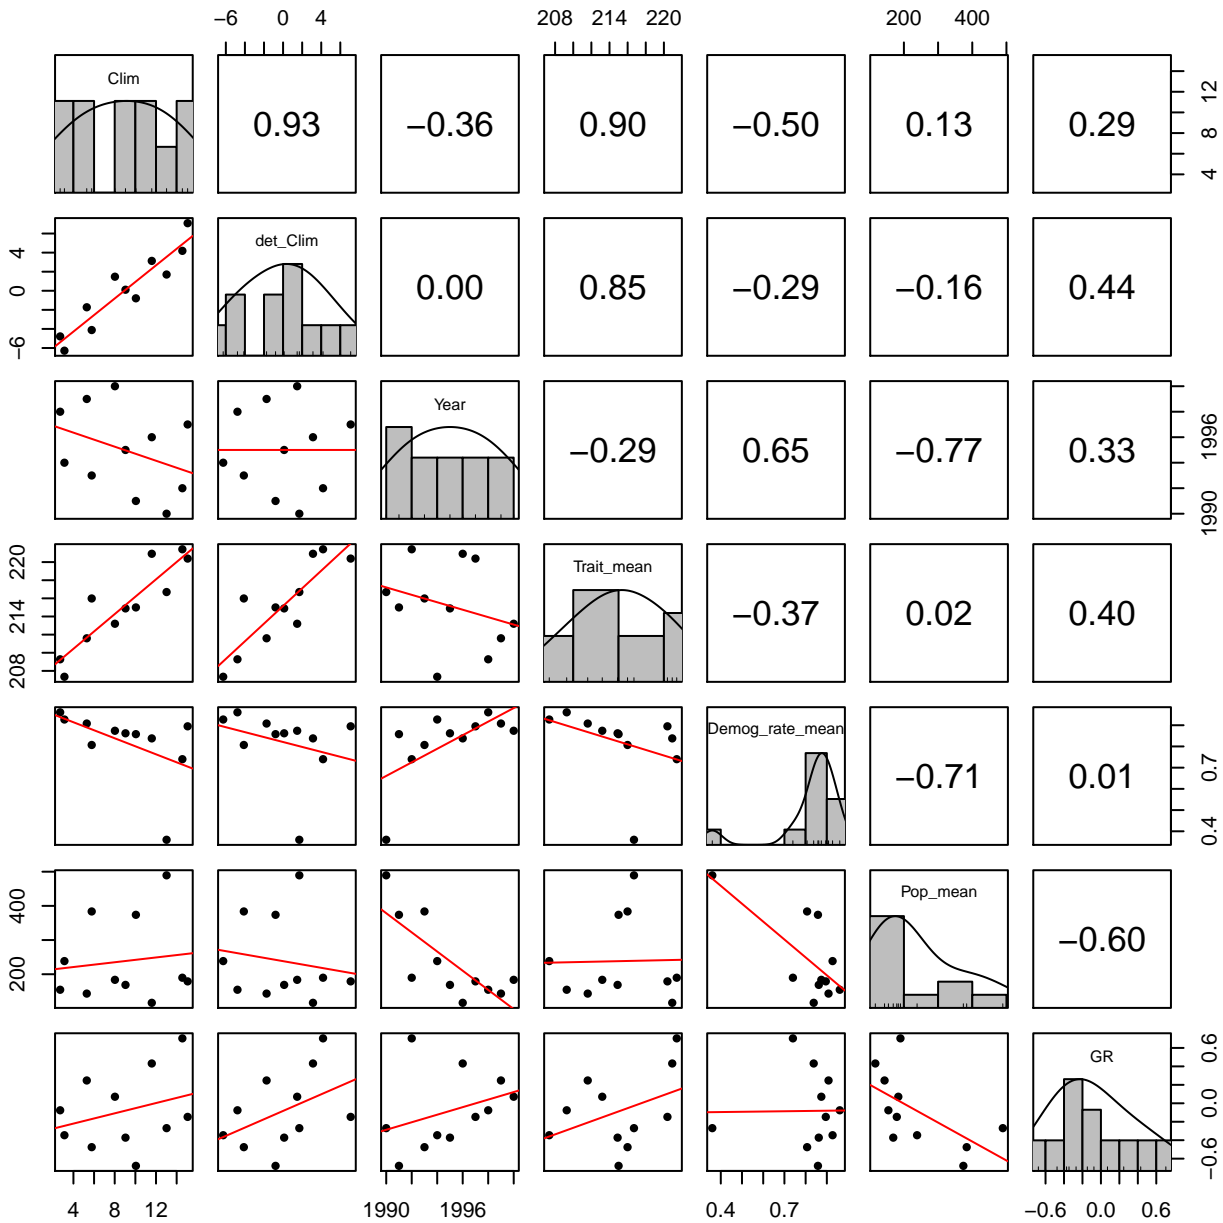 −6 0 4 208 214 220 200 400
Clim 0.93 −0.36 0.90 −0.50 0.13 0.29 4 8 12
−6 0 4 det_Clim 0.00 0.85 −0.29 −0.16 0.44
Year −0.29 0.65 −0.77 0.33 1990 1996
208 214 220 Trait_mean −0.37 0.02 0.40
Demog_rate_mean −0.71 0.01 0.4 0.7
200 400 Pop_mean −0.60
GR −0.6 0.0 0.6
4 8 12 1990 1996 0.4 0.7 −0.6 0.0 0.6